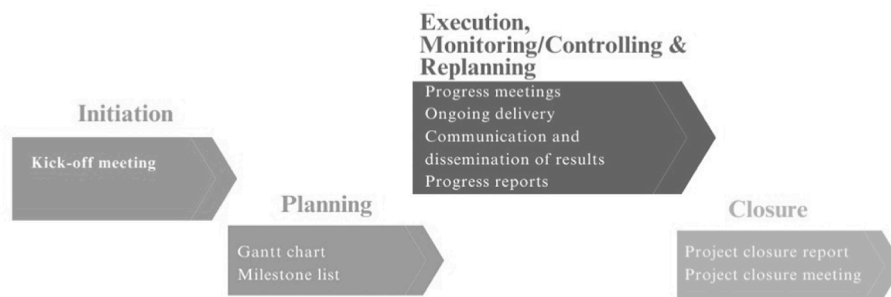 Initiation
Kick-off meeting
Planning
Gantt chart
Milestone list
Execution,
Monitoring/Controlling &
Replanning
Progress meetings
Ongoing delivery
Communication and
dissemination of results
Progress reports
Closure
Project closure report
Project closure meeting